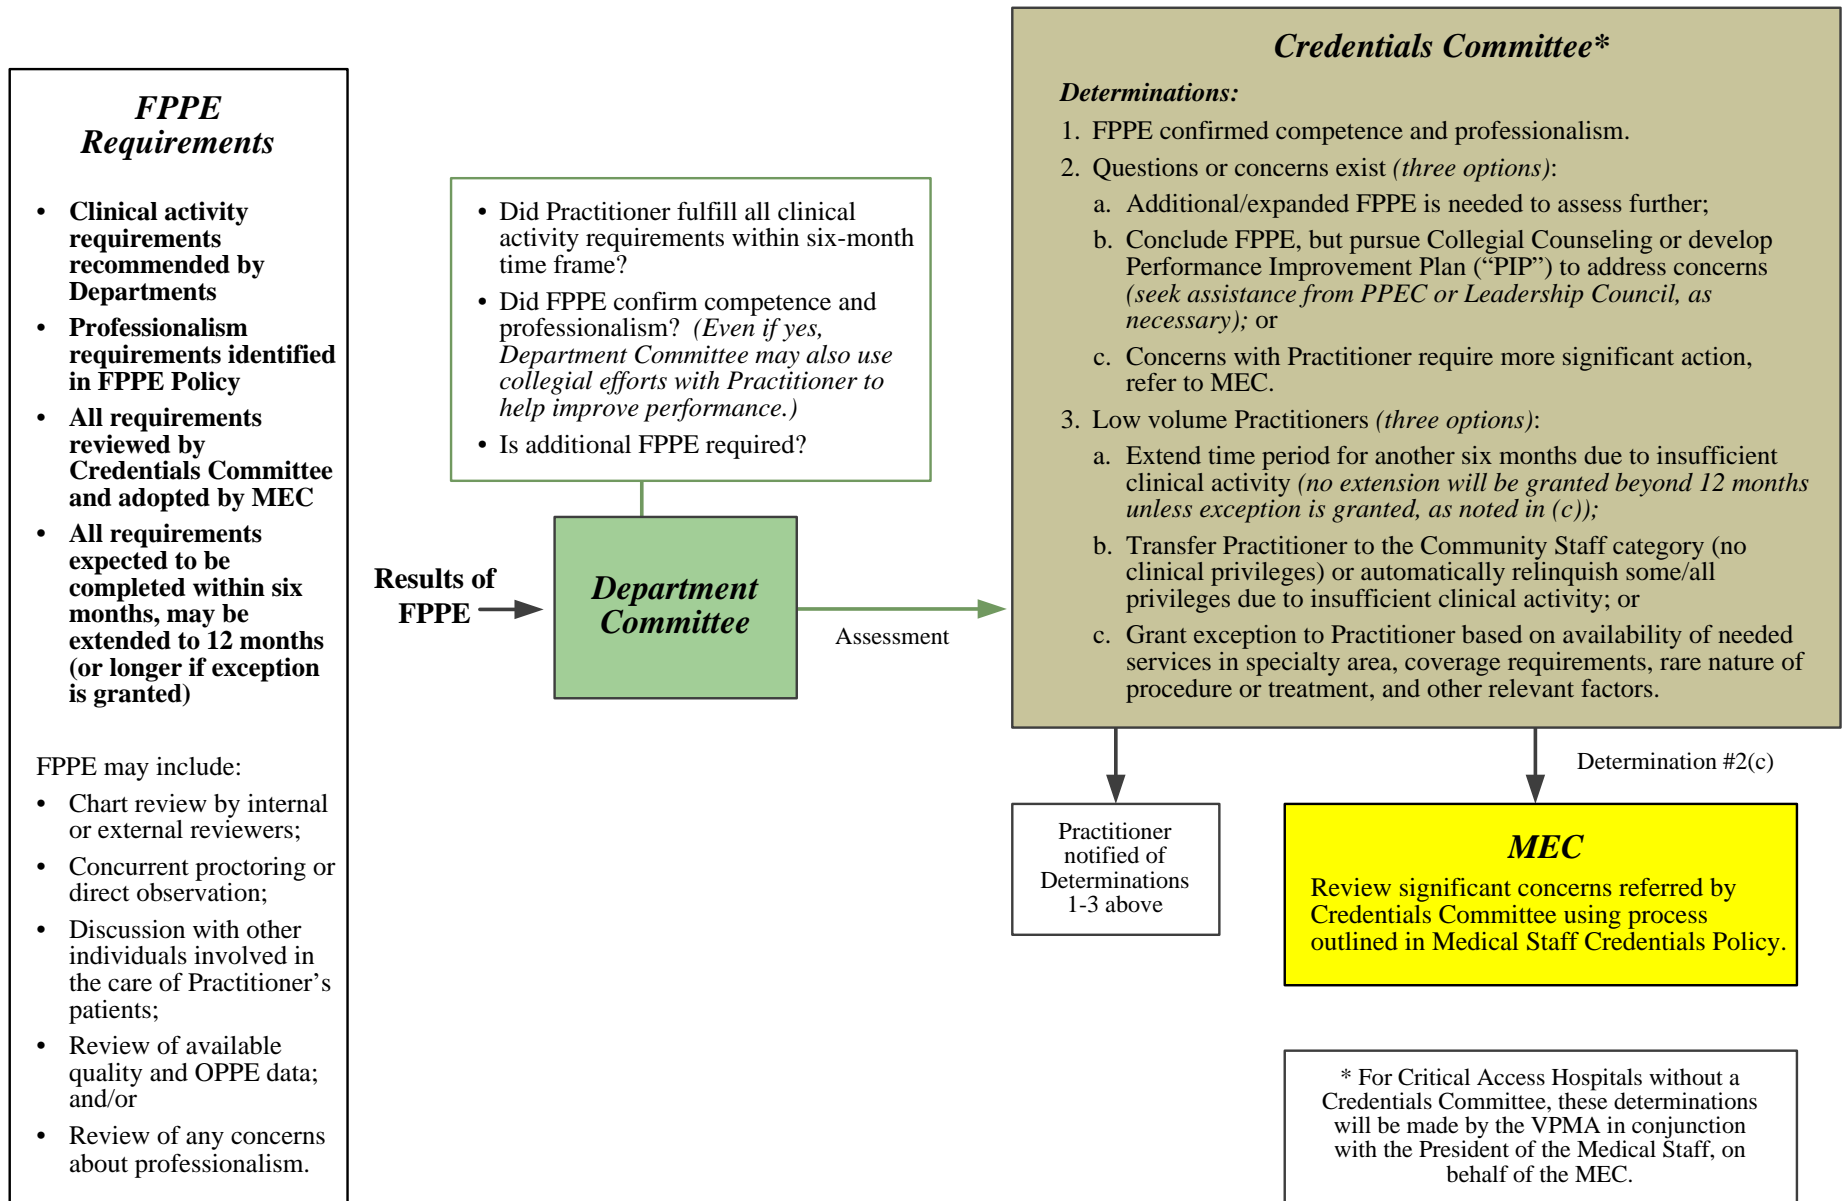 FPPE
Requirements
• Clinical activity
requirements
recommended by
Departments
• Professionalism
requirements identified
in FPPE Policy
• All requirements
reviewed by
Credentials Committee
and adopted by MEC
• All requirements
expected to be
completed within six
months, may be
extended to 12 months
(or longer if exception
is granted)
FPPE may include:
• Chart review by internal
or external reviewers;
• Concurrent proctoring or
direct observation;
• Discussion with other
individuals involved in
the care of Practitioner’s
patients;
• Review of available
quality and OPPE data;
and/or
• Review of any concerns
about professionalism.
Results of
FPPE
• Did Practitioner fulfill all clinical
activity requirements within six-month
time frame?
• Did FPPE confirm competence and
professionalism? (Even if yes,
Department Committee may also use
collegial efforts with Practitioner to
help improve performance.)
• Is additional FPPE required?
Department
Committee
Assessment
Credentials Committee*
Determinations:
1. FPPE confirmed competence and professionalism.
2. Questions or concerns exist (three options):
a. Additional/expanded FPPE is needed to assess further;
b. Conclude FPPE, but pursue Collegial Counseling or develop
Performance Improvement Plan (“PIP”) to address concerns
(seek assistance from PPEC or Leadership Council, as
necessary); or
c. Concerns with Practitioner require more significant action,
refer to MEC.
3. Low volume Practitioners (three options):
a. Extend time period for another six months due to insufficient
clinical activity (no extension will be granted beyond 12 months
unless exception is granted, as noted in (c));
b. Transfer Practitioner to the Community Staff category (no
clinical privileges) or automatically relinquish some/all
privileges due to insufficient clinical activity; or
c. Grant exception to Practitioner based on availability of needed
services in specialty area, coverage requirements, rare nature of
procedure or treatment, and other relevant factors.
Determination #2(c)
Practitioner
notified of
Determinations
1-3 above
MEC
Review significant concerns referred by
Credentials Committee using process
outlined in Medical Staff Credentials Policy.
* For Critical Access Hospitals without a
Credentials Committee, these determinations
will be made by the VPMA in conjunction
with the President of the Medical Staff, on
behalf of the MEC.